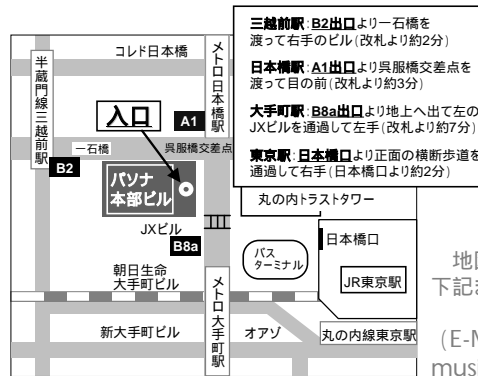 三越前駅：B2出口より一石橋を
渡って右手のビル(改札より約2分)
日本橋駅：A1出口より呉服橋交差点を
渡って目の前(改札より約3分)
大手町駅：B8a出口より地上へ出て左の
JXビルを通過して左手(改札より約7分)
東京駅：日本橋口より正面の横断歩道を
通過して右手(日本橋口より約2分)
コレド日本橋
半蔵門線三越前駅
メトロ日本橋駅
入口
A1
一石橋
呉服橋交差点
B2
パソナ
本部ビル
丸の内トラストタワー
JXビル
B8a
日本橋口
バス
ターミナル
朝日生命
大手町ビル
JR東京駅
メトロ大手町駅
新大手町ビル
オアゾ
丸の内線東京駅
地
下記
(E-M
mus